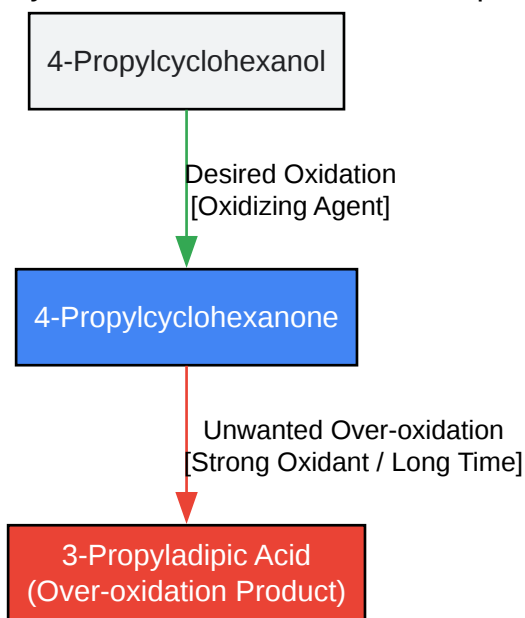 4-Propylcyclohexanol
Desired Oxidation
[Oxidizing Agent]
4-Propylcyclohexanone
Unwanted Over-oxidation
[Strong Oxidant / Long Time]
3-Propyladipic Acid
(Over-oxidation Product)